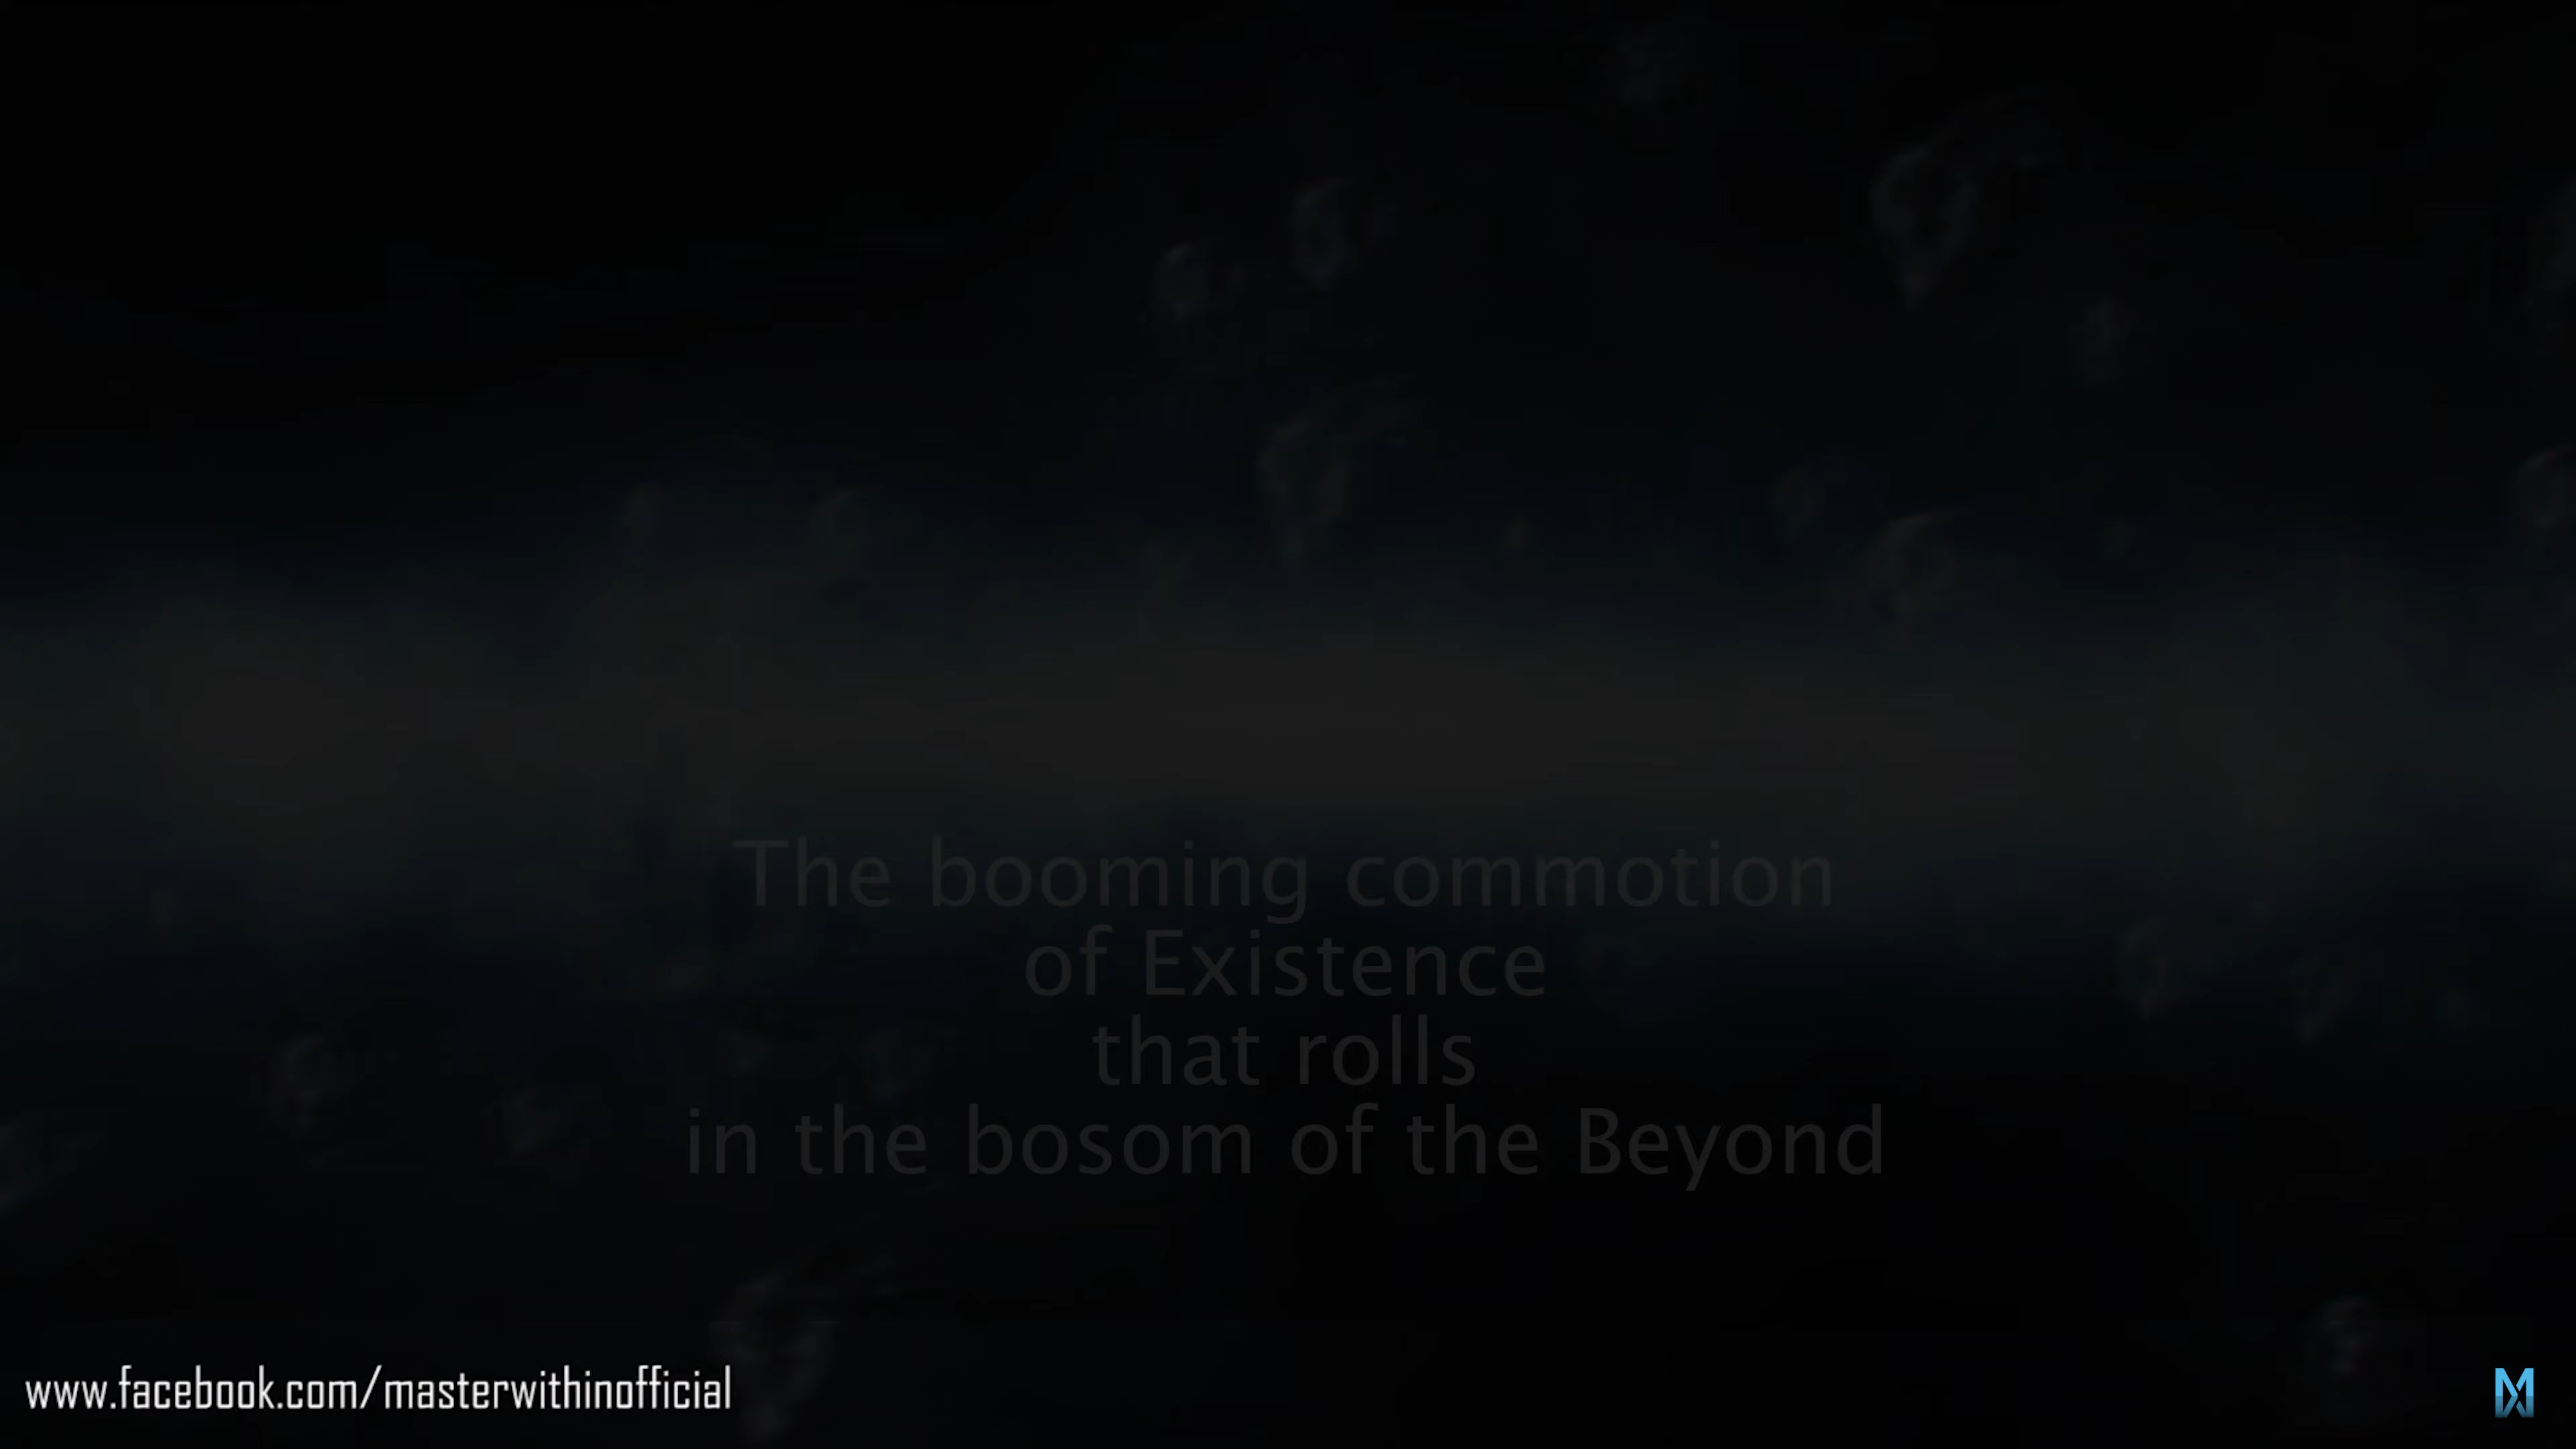 The booming commotion
of Existence
that rolls
in the bosom of the Beyond
www.facebook.com/masterwithinofficial